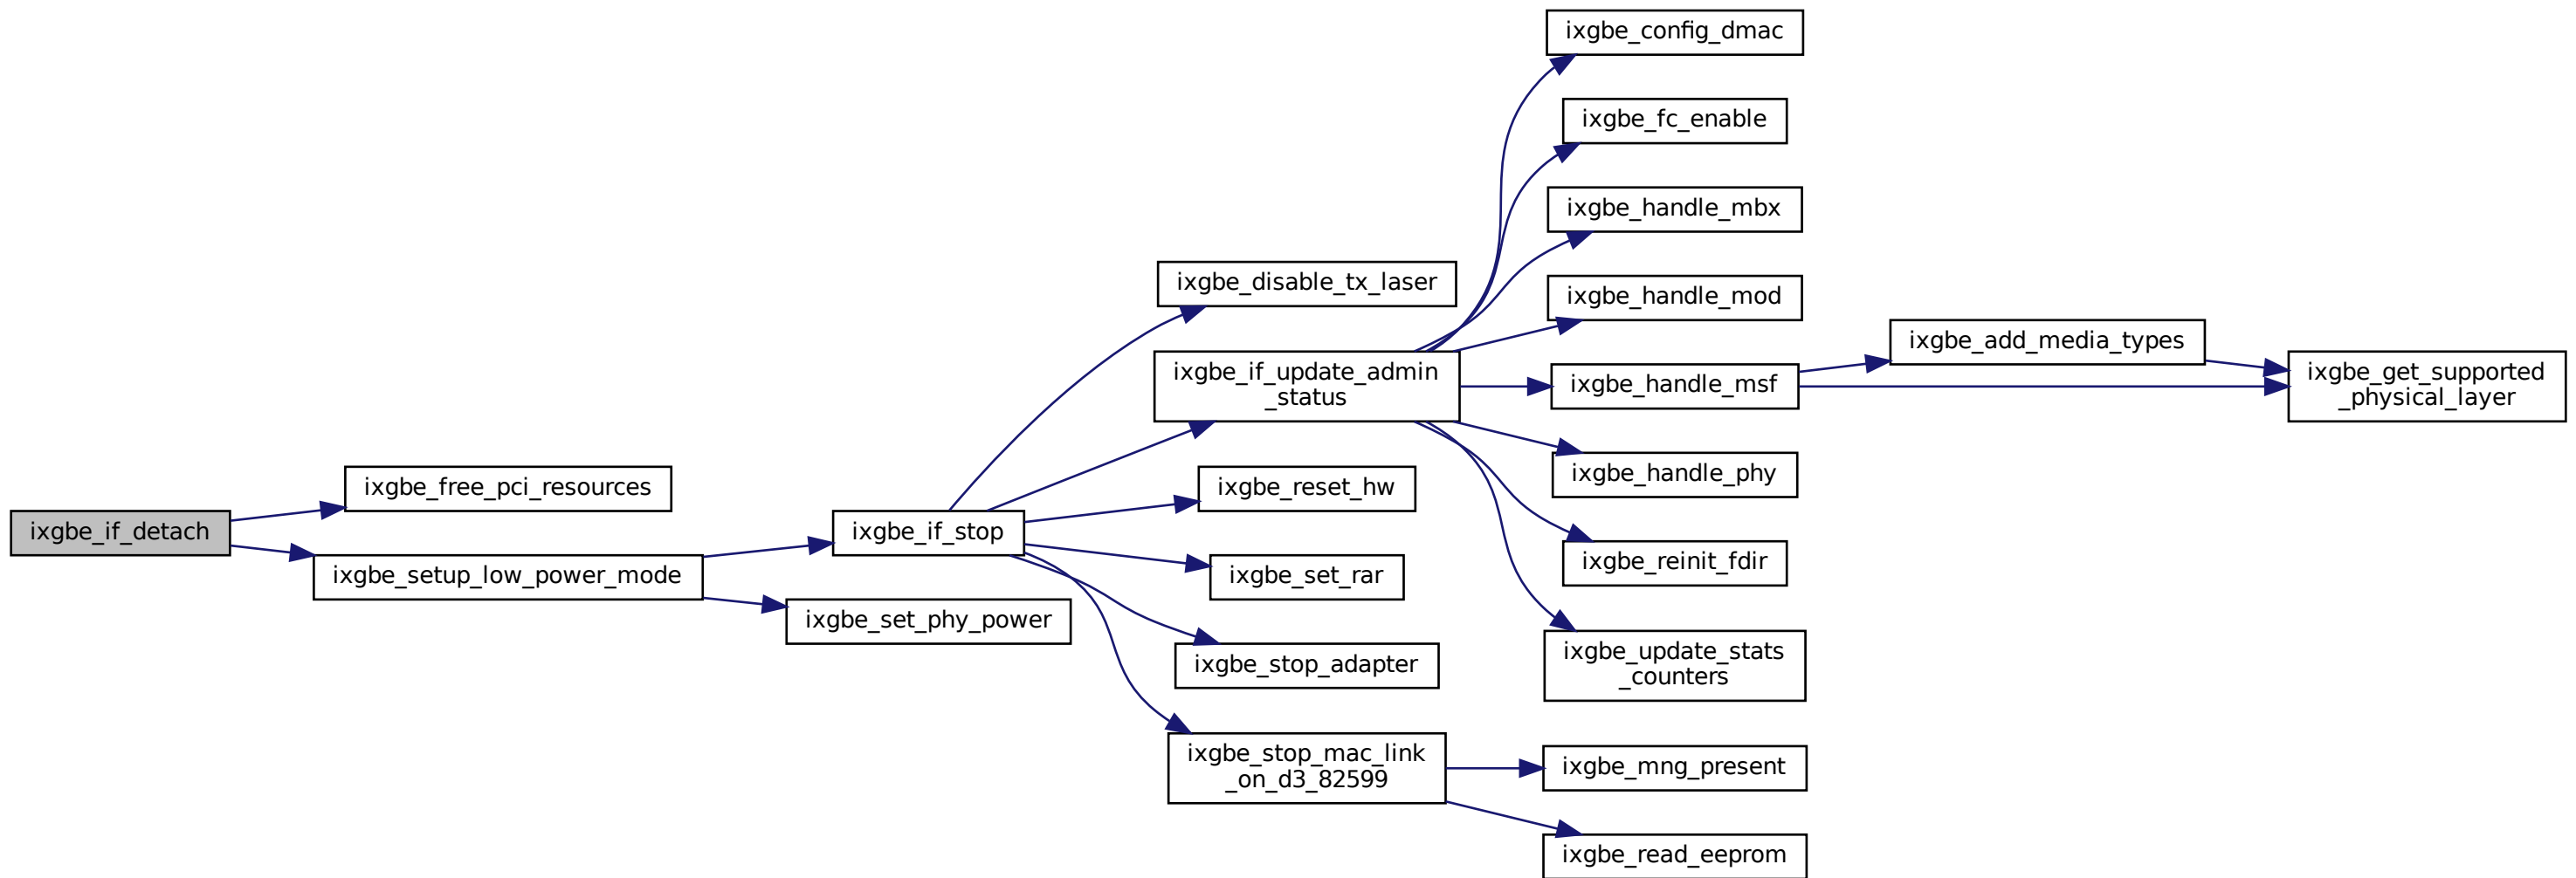 ixgbe_if_detach
ixgbe_free_pci_resources
ixgbe_setup_low_power_mode
ixgbe_if_stop
ixgbe_set_phy_power
ixgbe_disable_tx_laser
ixgbe_if_update_admin
_status
ixgbe_reset_hw
ixgbe_set_rar
ixgbe_stop_adapter
ixgbe_stop_mac_link
_on_d3_82599
ixgbe_config_dmac
ixgbe_fc_enable
ixgbe_handle_mbx
ixgbe_handle_mod
ixgbe_handle_msf
ixgbe_handle_phy
ixgbe_reinit_fdir
ixgbe_update_stats
_counters
ixgbe_mng_present
ixgbe_read_eeprom
ixgbe_add_media_types
ixgbe_get_supported
_physical_layer